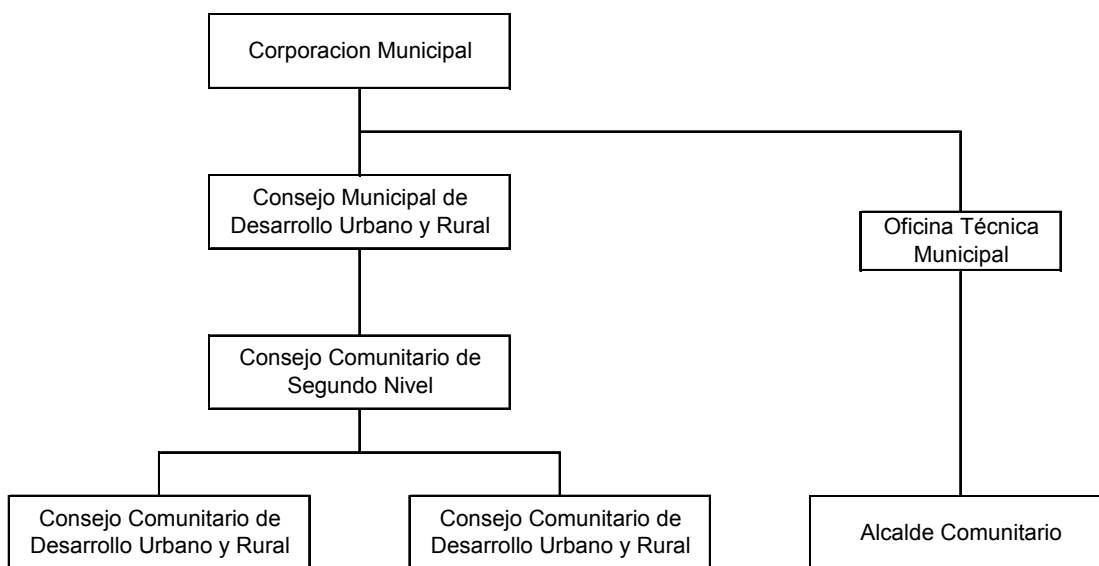 Corporacion Municipal
Consejo Municipal de
Desarrollo Urbano y Rural
Oficina Técnica
Municipal
Consejo Comunitario de
Segundo Nivel
Consejo Comunitario de
Desarrollo Urbano y Rural
Consejo Comunitario de
Desarrollo Urbano y Rural
Alcalde Comunitario